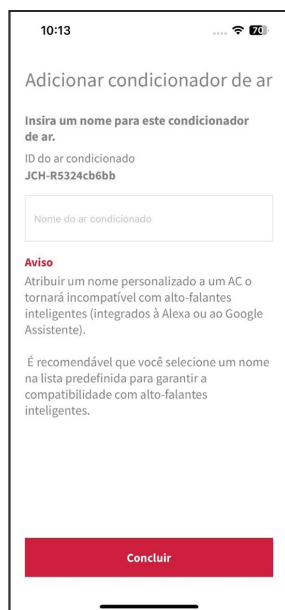 10:13
70
Adicionar condicionador de ar
Insira um nome para este condicionador
de ar.
ID do ar condicionado
JCH-R5324cb6bb
Nome do ar condicionado
Aviso
Atribuir um nome personalizado a um AC o
tornará incompatível com alto-falantes
inteligentes (integrados à Alexa ou ao Google
Assistente).
É recomendável que você selecione um nome
na lista predefinida para garantir a
compatibilidade com alto-falantes
inteligentes.
Concluir